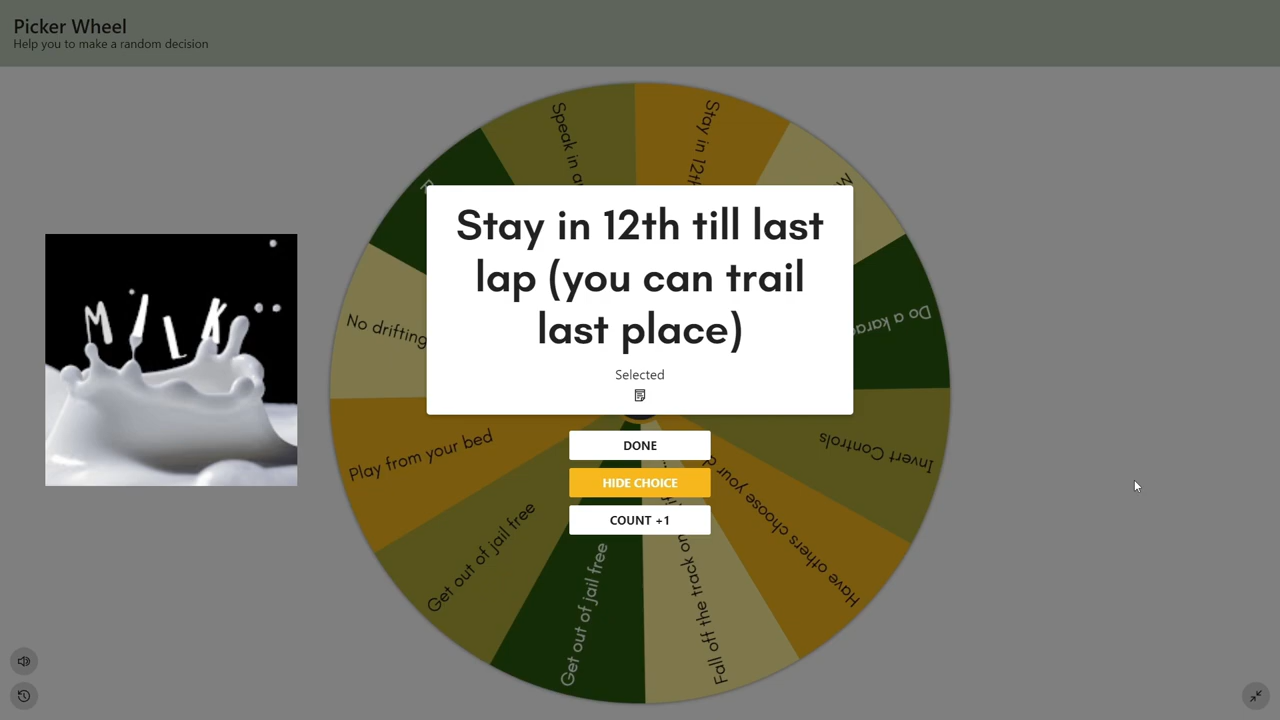 Picker Wheel
Help you to make a random decision
MILK
Speak in
Stay in 12th
No drifting
Do a
Play from your bed
Invert Controls
Get out of jail free
Get out of jail free
Fall off the track
Have others choose your
Stay in 12th till last
lap (you can trail
last place)
Selected
DONE
HIDE CHOICE
COUNT +1